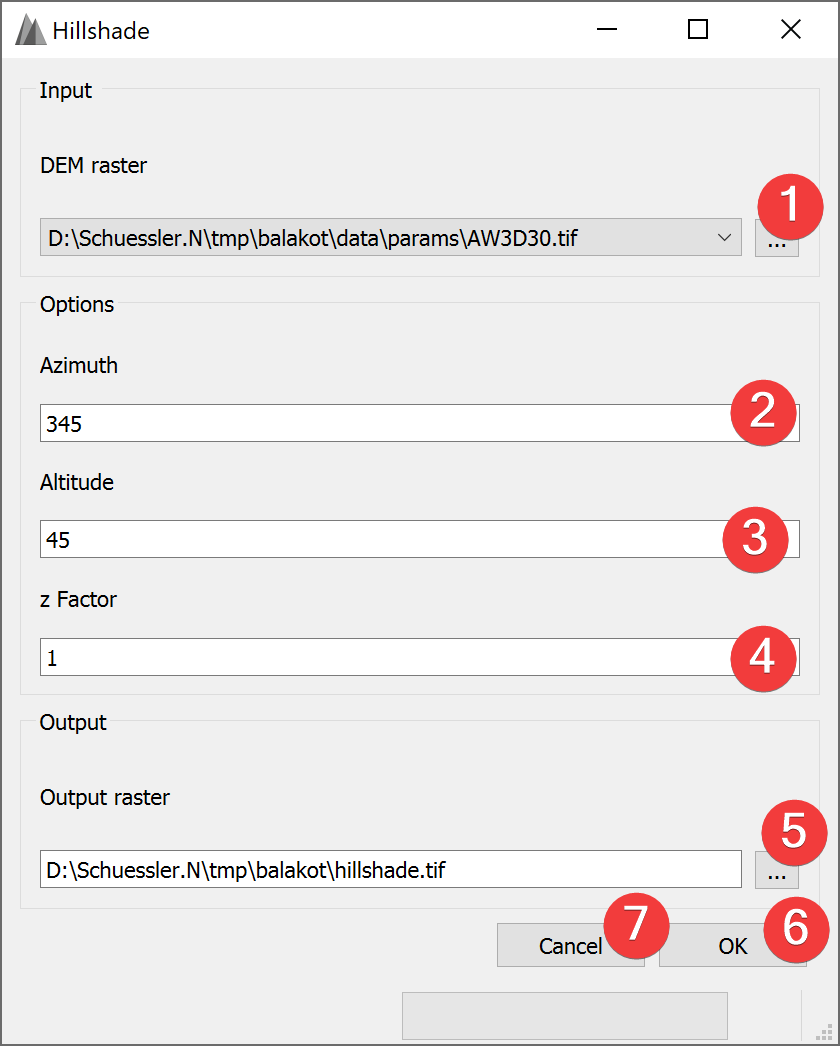 Hillshade
Input
DEM raster
1
D:\Schuessler.N\tmp\balakot\data\params\AW3D30.tif
...
Options
Azimuth
345
2
Altitude
45
3
z Factor
1
4
Output
Output raster
5
D:\Schuessler.N\tmp\balakot\hillshade.tif
...
Cancel 7
OK 6